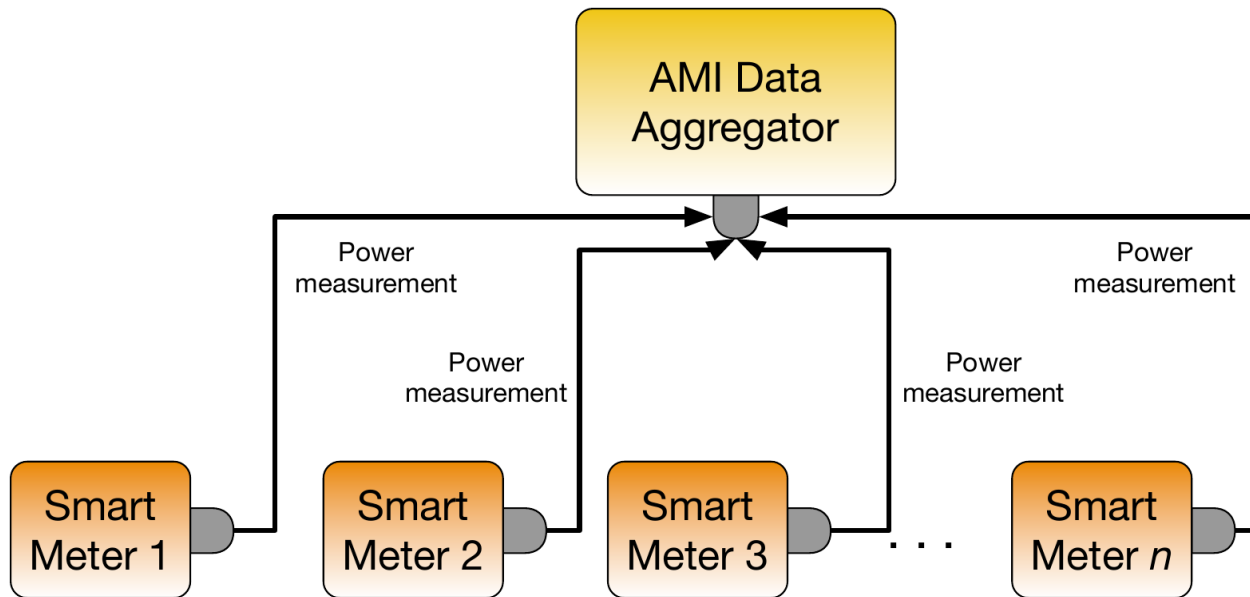 AMI Data
Aggregator
Power
measurement
Power
measurement
Power
measurement
Power
measurement
Smart
Meter 1
Smart
Meter 2
Smart
Meter 3
. . .
Smart
Meter n